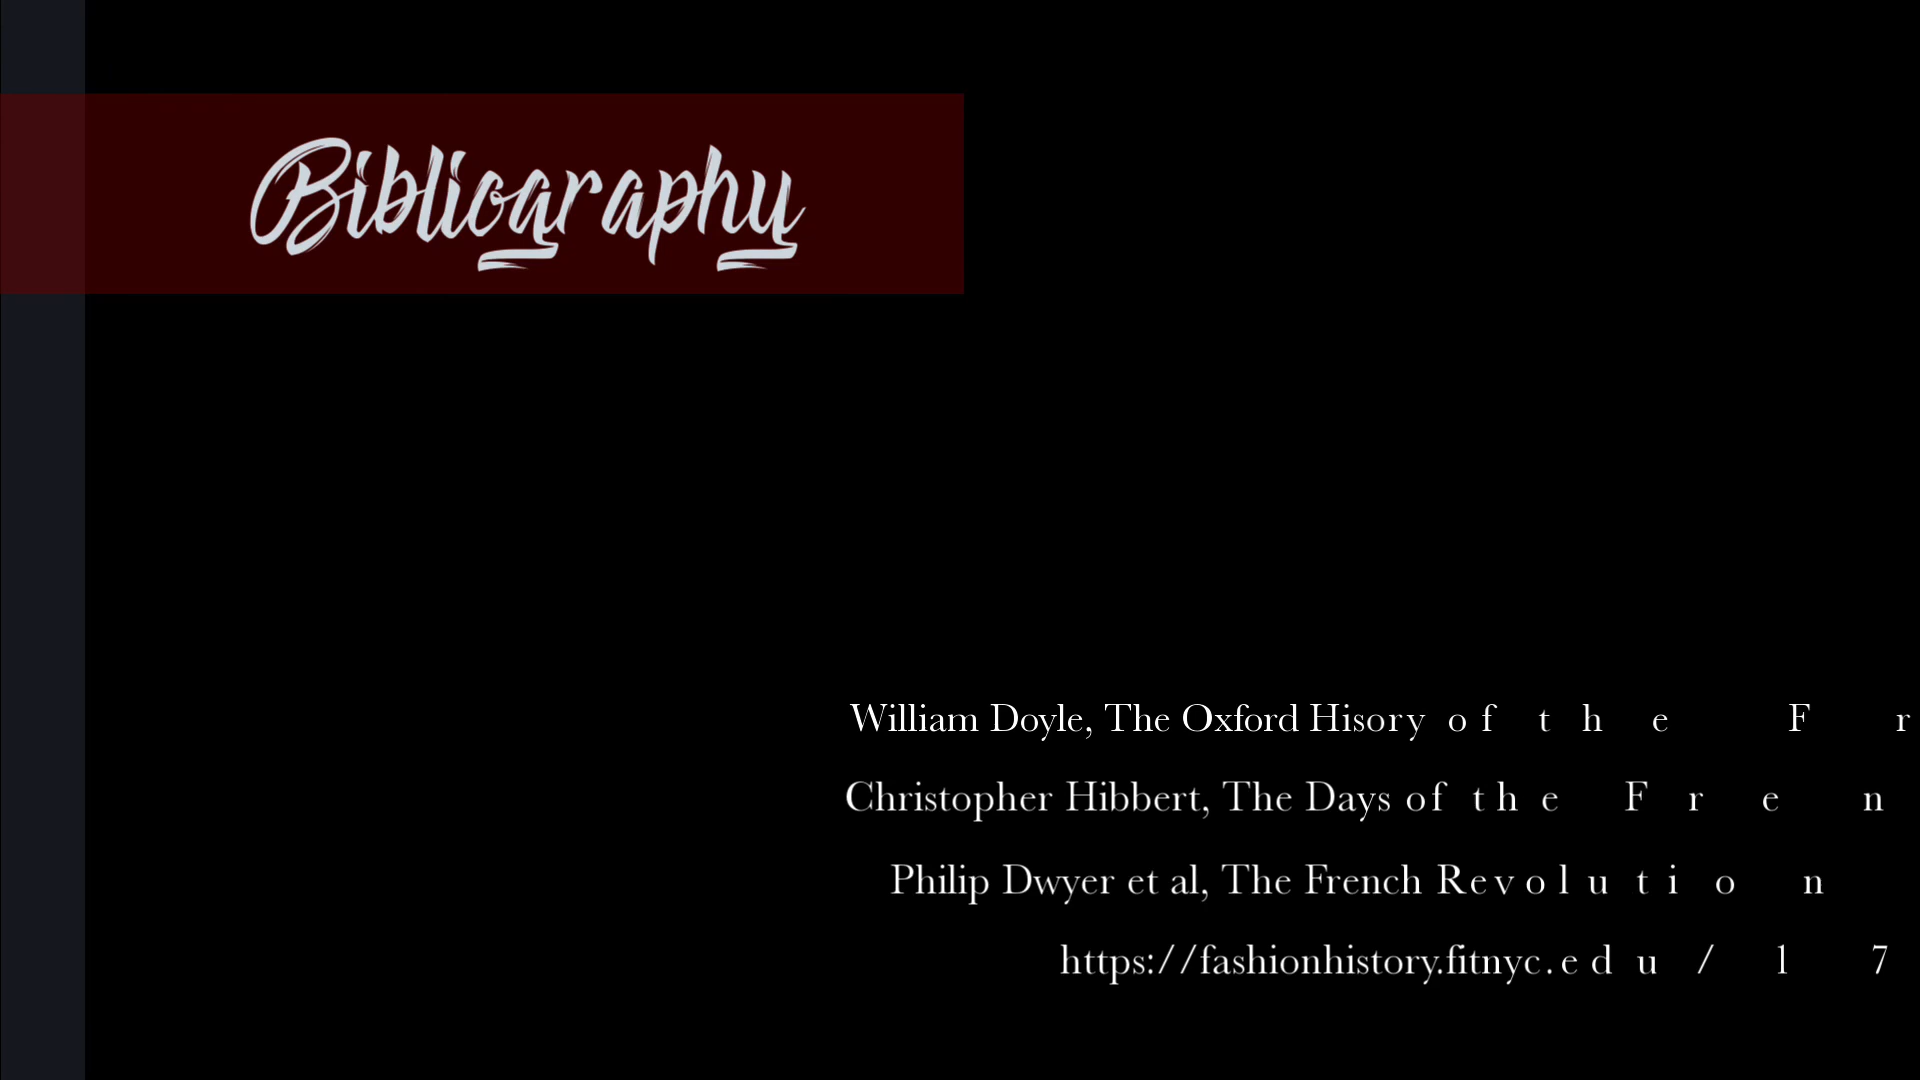 Bibliography
William Doyle, The Oxford Hisory of the Fr
Christopher Hibbert, The Days of the Fren
Philip Dwyer et al, The French Revolution
https://fashionhistory.fitnyc.edu/17